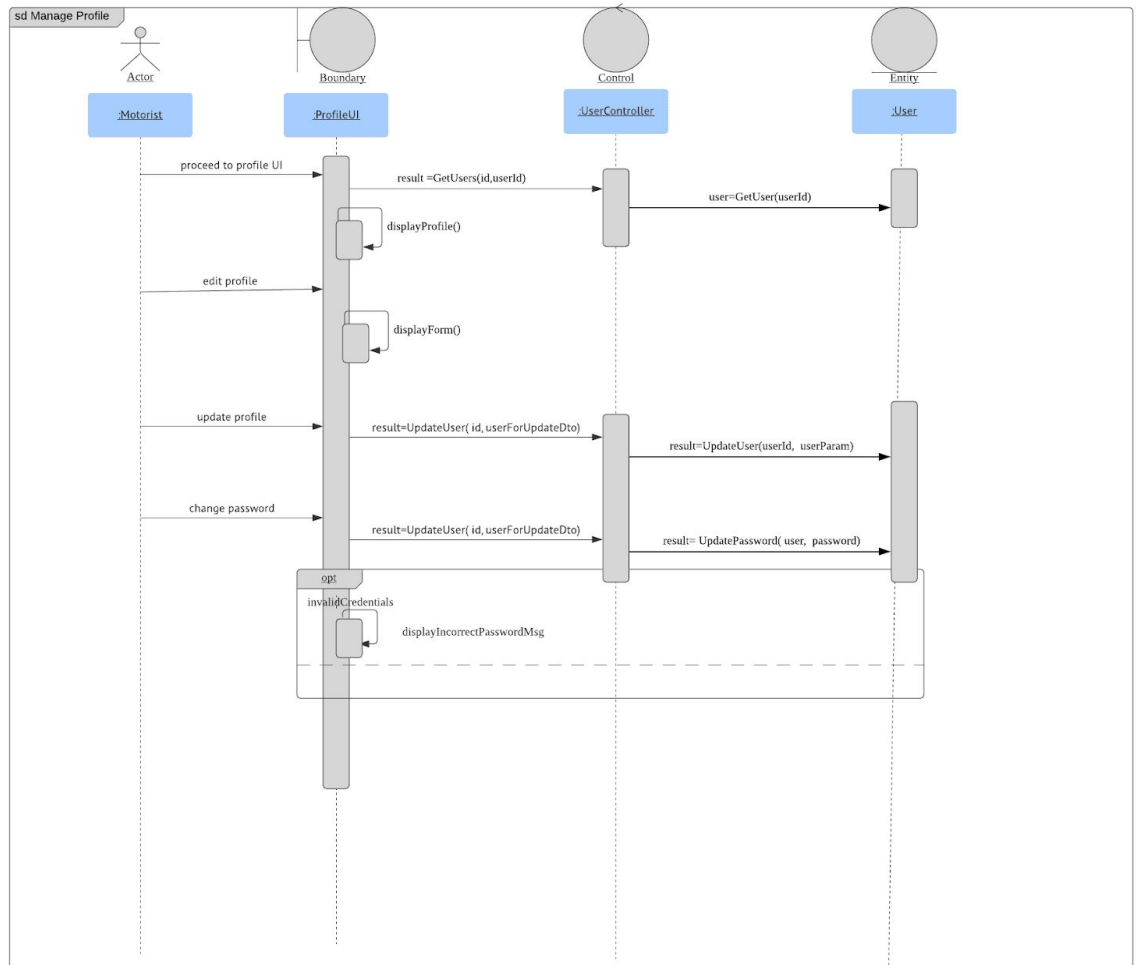 sd Manage Profile
Actor
Boundary
Control
Entity
:Motorist
:ProfileUI
:UserController
:User
proceed to profile UI
result =GetUsers(id,userId)
user=GetUser(userId)
displayProfile()
edit profile
displayForm()
update profile
result=UpdateUser( id, userForUpdateDto)
result=UpdateUser(userId, userParam)
change password
result=UpdateUser( id, userForUpdateDto)
result= UpdatePassword( user, password)
opt
invalidCredentials
displayIncorrectPasswordMsg